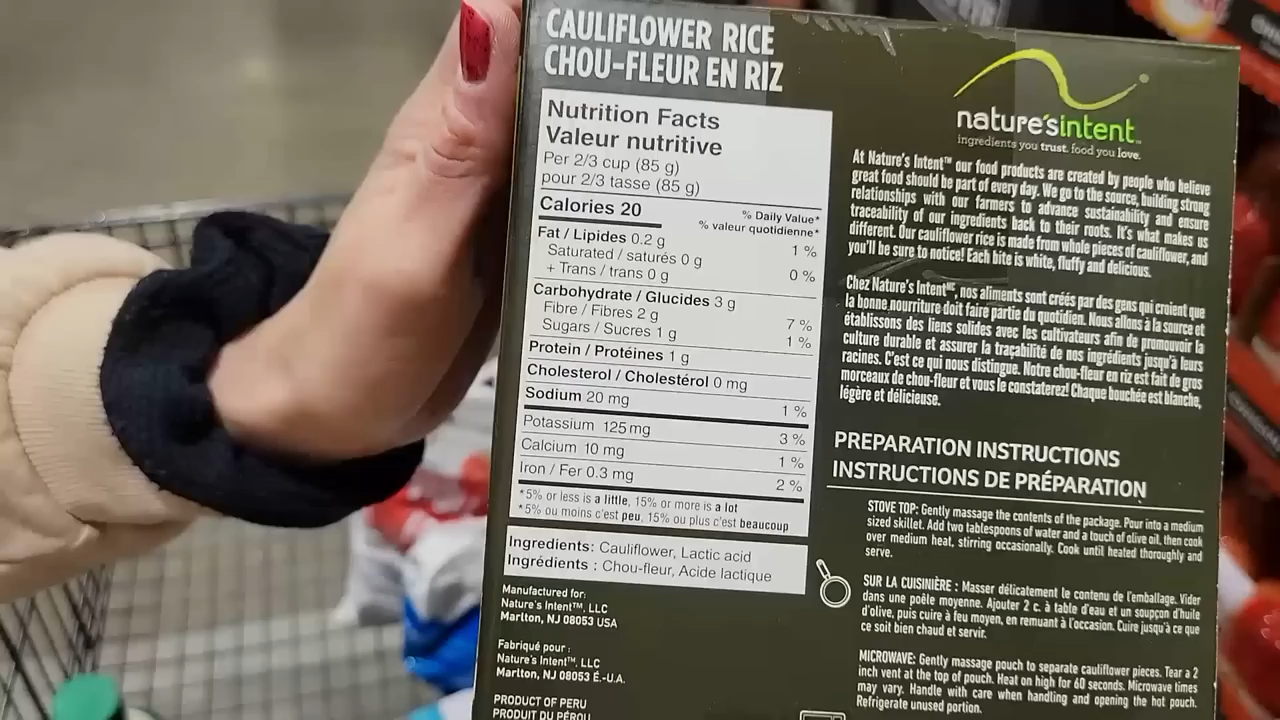 CAULIFLOWER RICE
CHOU-FLEUR EN RIZ
Nutrition Facts
Valeur nutritive
Per 2/3 cup (85 g)
pour 2/3 tasse (85 g)
Calories 20
% Daily Value*
% valeur quotidienne*
Fat / Lipides 0.2 g 1 %
Saturated / saturés 0 g
+ Trans / trans 0 g 0 %
Carbohydrate / Glucides 3 g
Fibre / Fibres 2 g 7 %
Sugars / Sucres 1 g 1 %
Protein / Protéines 1 g
Cholesterol / Cholestérol 0 mg
Sodium 20 mg 1 %
Potassium 125 mg 3 %
Calcium 10 mg 1 %
Iron / Fer 0.3 mg 2 %
*5% or less is a little, 15% or more is a lot
*5% ou moins c'est peu, 15% ou plus c'est beaucoup
Ingredients: Cauliflower, Lactic acid
Ingrédients : Chou-fleur, Acide lactique
Manufactured for:
Nature's Intent™, LLC
Marlton, NJ 08053 USA
Fabriqué pour :
Nature's Intent™, LLC
Marlton, NJ 08053 É.-U.A.
PRODUCT OF PERU
PRODUIT DU PÉROU
nature'sintent™
ingredients you trust. food you love.
At Nature's Intent™ our food products are created by people who believe
great food should be part of every day. We go to the source, building strong
relationships with our farmers to advance sustainability and ensure
traceability of our ingredients back to their roots. It's what makes us
different. Our cauliflower rice is made from whole pieces of cauliflower, and
you'll be sure to notice! Each bite is white, fluffy and delicious.
Chez Nature's Intent MC, nos aliments sont créés par des gens qui croient que
la bonne nourriture doit faire partie du quotidien. Nous allons à la source et
établissons des liens solides avec les cultivateurs afin de promouvoir la
culture durable et assurer la traçabilité de nos ingrédients jusqu'à leurs
racines. C'est ce qui nous distingue. Notre chou-fleur en riz est fait de gros
morceaux de chou-fleur et vous le constaterez! Chaque bouchée est blanche,
légère et délicieuse.
PREPARATION INSTRUCTIONS
INSTRUCTIONS DE PRÉPARATION
STOVE TOP: Gently massage the contents of the package. Pour into a medium
sized skillet. Add two tablespoons of water and a touch of olive oil, then cook
over medium heat, stirring occasionally. Cook until heated thoroughly and
serve.
SUR LA CUISINIÈRE : Masser délicatement le contenu de l'emballage. Vider
dans une poêle moyenne. Ajouter 2 c. à table d'eau et un soupçon d'huile
d'olive, puis cuire à feu moyen, en remuant à l'occasion. Cuire jusqu'à ce que
ce soit bien chaud et servir.
MICROWAVE: Gently massage pouch to separate cauliflower pieces. Tear a 2
inch vent at the top of pouch. Heat on high for 60 seconds. Microwave times
may vary. Handle with care when handling and opening the hot pouch.
Refrigerate unused portion.